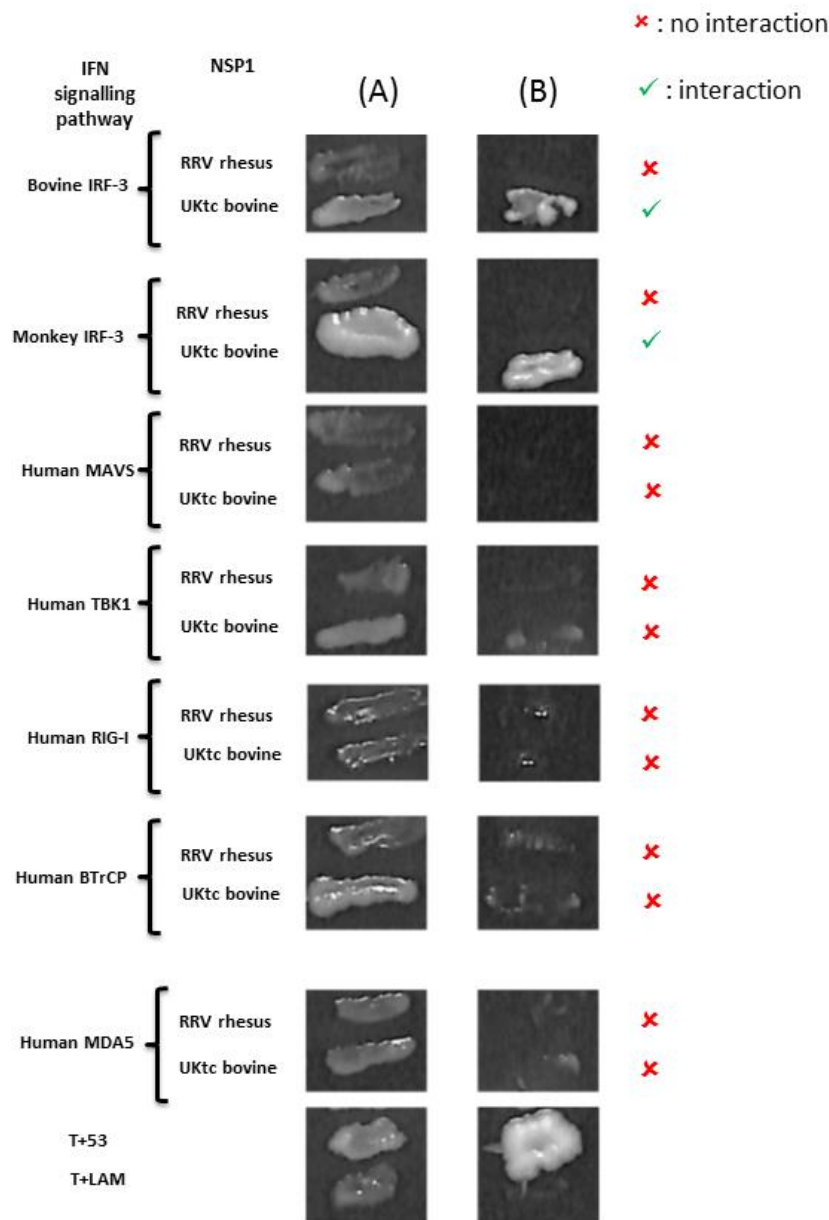 ✘ : no interaction
✓ : interaction
IFN
signalling
pathway
NSP1
(A)
(B)
Bovine IRF-3
RRV rhesus
UKtc bovine
Monkey IRF-3
RRV rhesus
UKtc bovine
Human MAVS
RRV rhesus
UKtc bovine
Human TBK1
RRV rhesus
UKtc bovine
Human RIG-I
RRV rhesus
UKtc bovine
Human BTrCP
RRV rhesus
UKtc bovine
Human MDA5
RRV rhesus
UKtc bovine
T+53
T+LAM